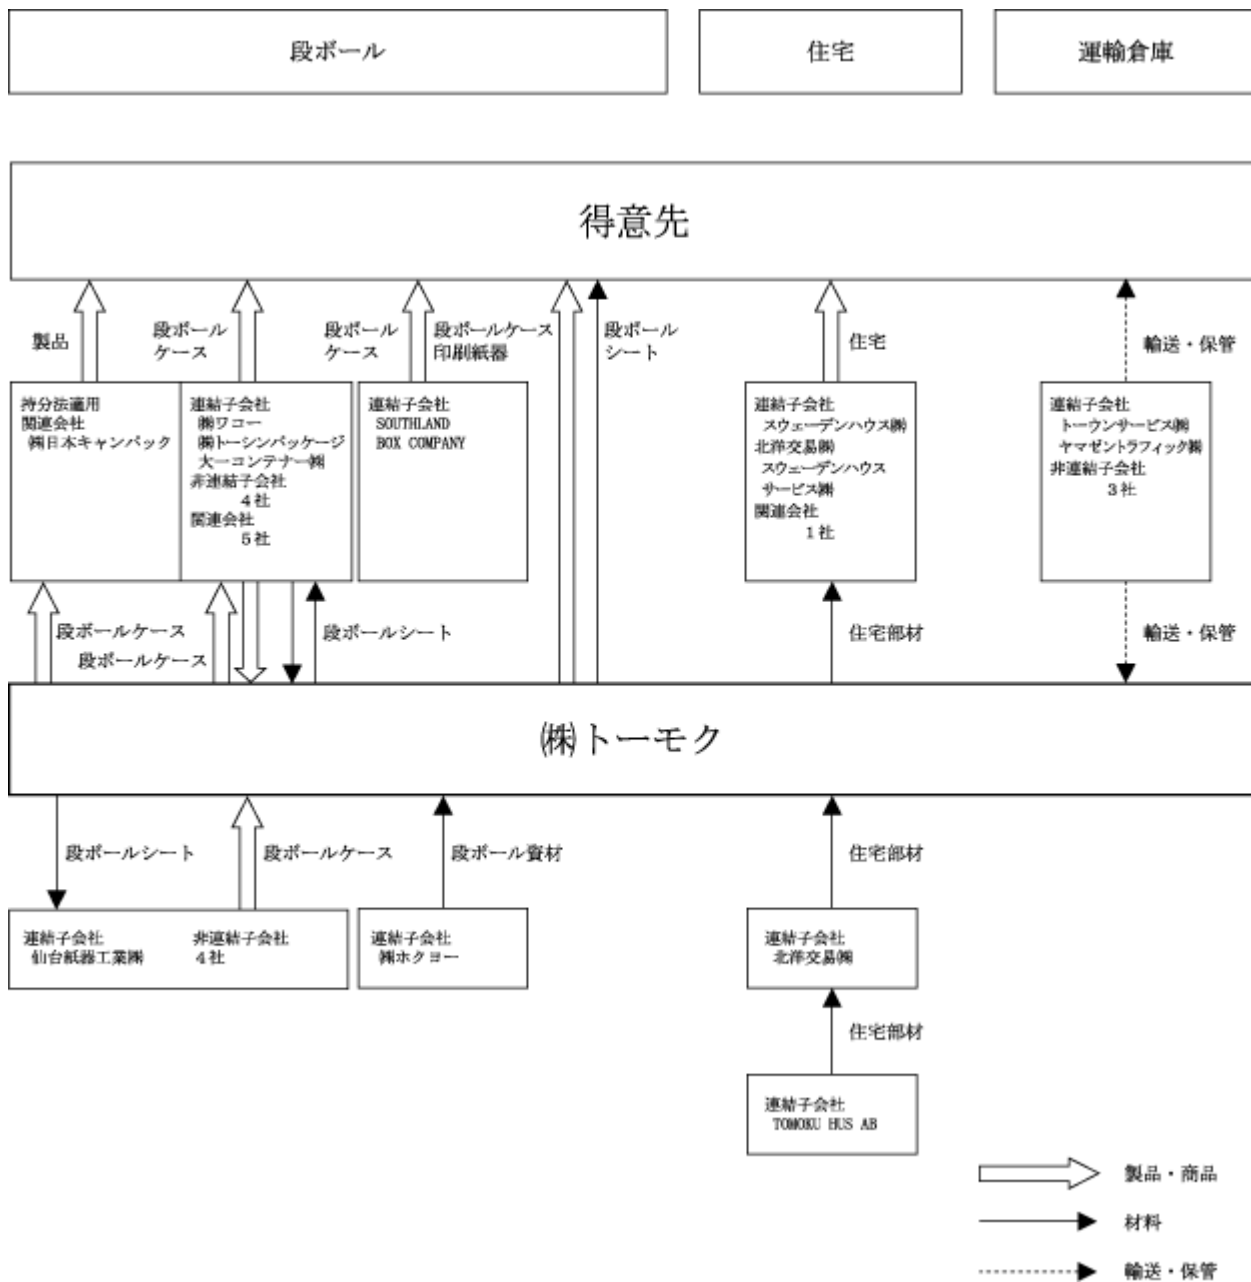 段ボール
住宅
運輸倉庫
得意先
製品
段ボール
ケース
段ボール
ケース
段ボールケース
印刷紙器
段ボール
シート
住宅
輸送・保管
持分法適用
関連会社
㈱日本キャンパック
連結子会社
㈱ワコー
㈱トーシンパッケージ
大一コンテナー㈱
非連結子会社
4社
関連会社
5社
連結子会社
SOUTHLAND
BOX COMPANY
連結子会社
スウェーデンハウス㈱
北洋交易㈱
スウェーデンハウス
サービス㈱
関連会社
1社
連結子会社
トーウンサービス㈱
ヤマゼントラフィック㈱
非連結子会社
3社
段ボールケース
段ボールケース
段ボールシート
住宅部材
輸送・保管
㈱トーモク
段ボールシート
段ボールケース
段ボール資材
住宅部材
連結子会社
仙台紙器工業㈱
非連結子会社
4社
連結子会社
㈱ホクヨー
連結子会社
北洋交易㈱
住宅部材
連結子会社
TOMOKU HUS AB
製品・商品
材料
輸送・保管